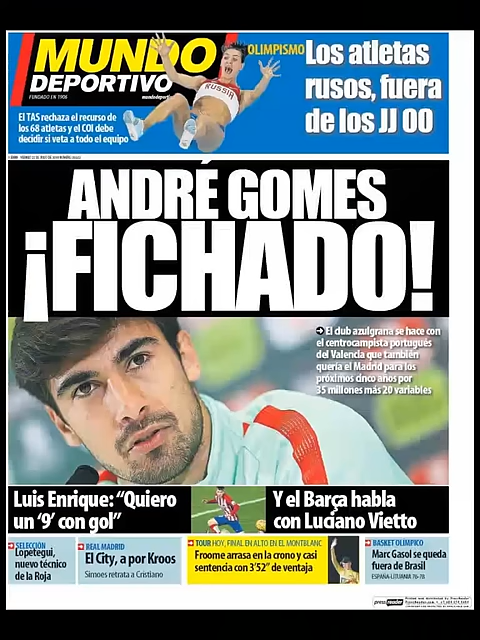 MUNDO
DEPORTIVO
FUNDADO EN 1906
OLIMPISMO
Los atletas
rusos, fuera
de los JJ OO
El TAS rechaza el recurso de
los 68 atletas y el COI debe
decidir si veta a todo el equipo
RUSSIA
ANDRÉ GOMES
¡FICHADO!
El club azulgrana se hace con
el centrocampista portugués
del Valencia que también
quería el Madrid para los
próximos cinco años por
35 millones más 20 variables
Luis Enrique: “Quiero
un ‘9’ con gol”
Y el Barça habla
con Luciano Vietto
SELECCIÓN
Lopetegui,
nuevo técnico
de la Roja
REAL MADRID
El City, a por Kroos
Simoes retrata a Cristiano
TOUR HOY, FINAL EN ALTO EN EL MONTBLANC
Froome arrasa en la crono y casi
sentencia con 3’52” de ventaja
BASKET OLÍMPICO
Marc Gasol se queda
fuera de Brasil
ESPAÑA-LITUANIA 76-78
pressreader